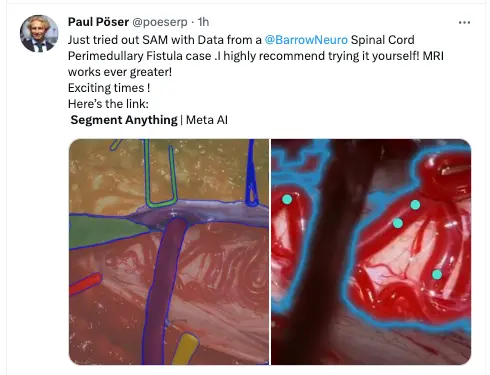 Paul Pöser @poeserp · 1h
Just tried out SAM with Data from a @BarrowNeuro Spinal Cord
Perimedullary Fistula case .I highly recommend trying it yourself! MRI
works ever greater!
Exciting times !
Here's the link:
Segment Anything | Meta AI